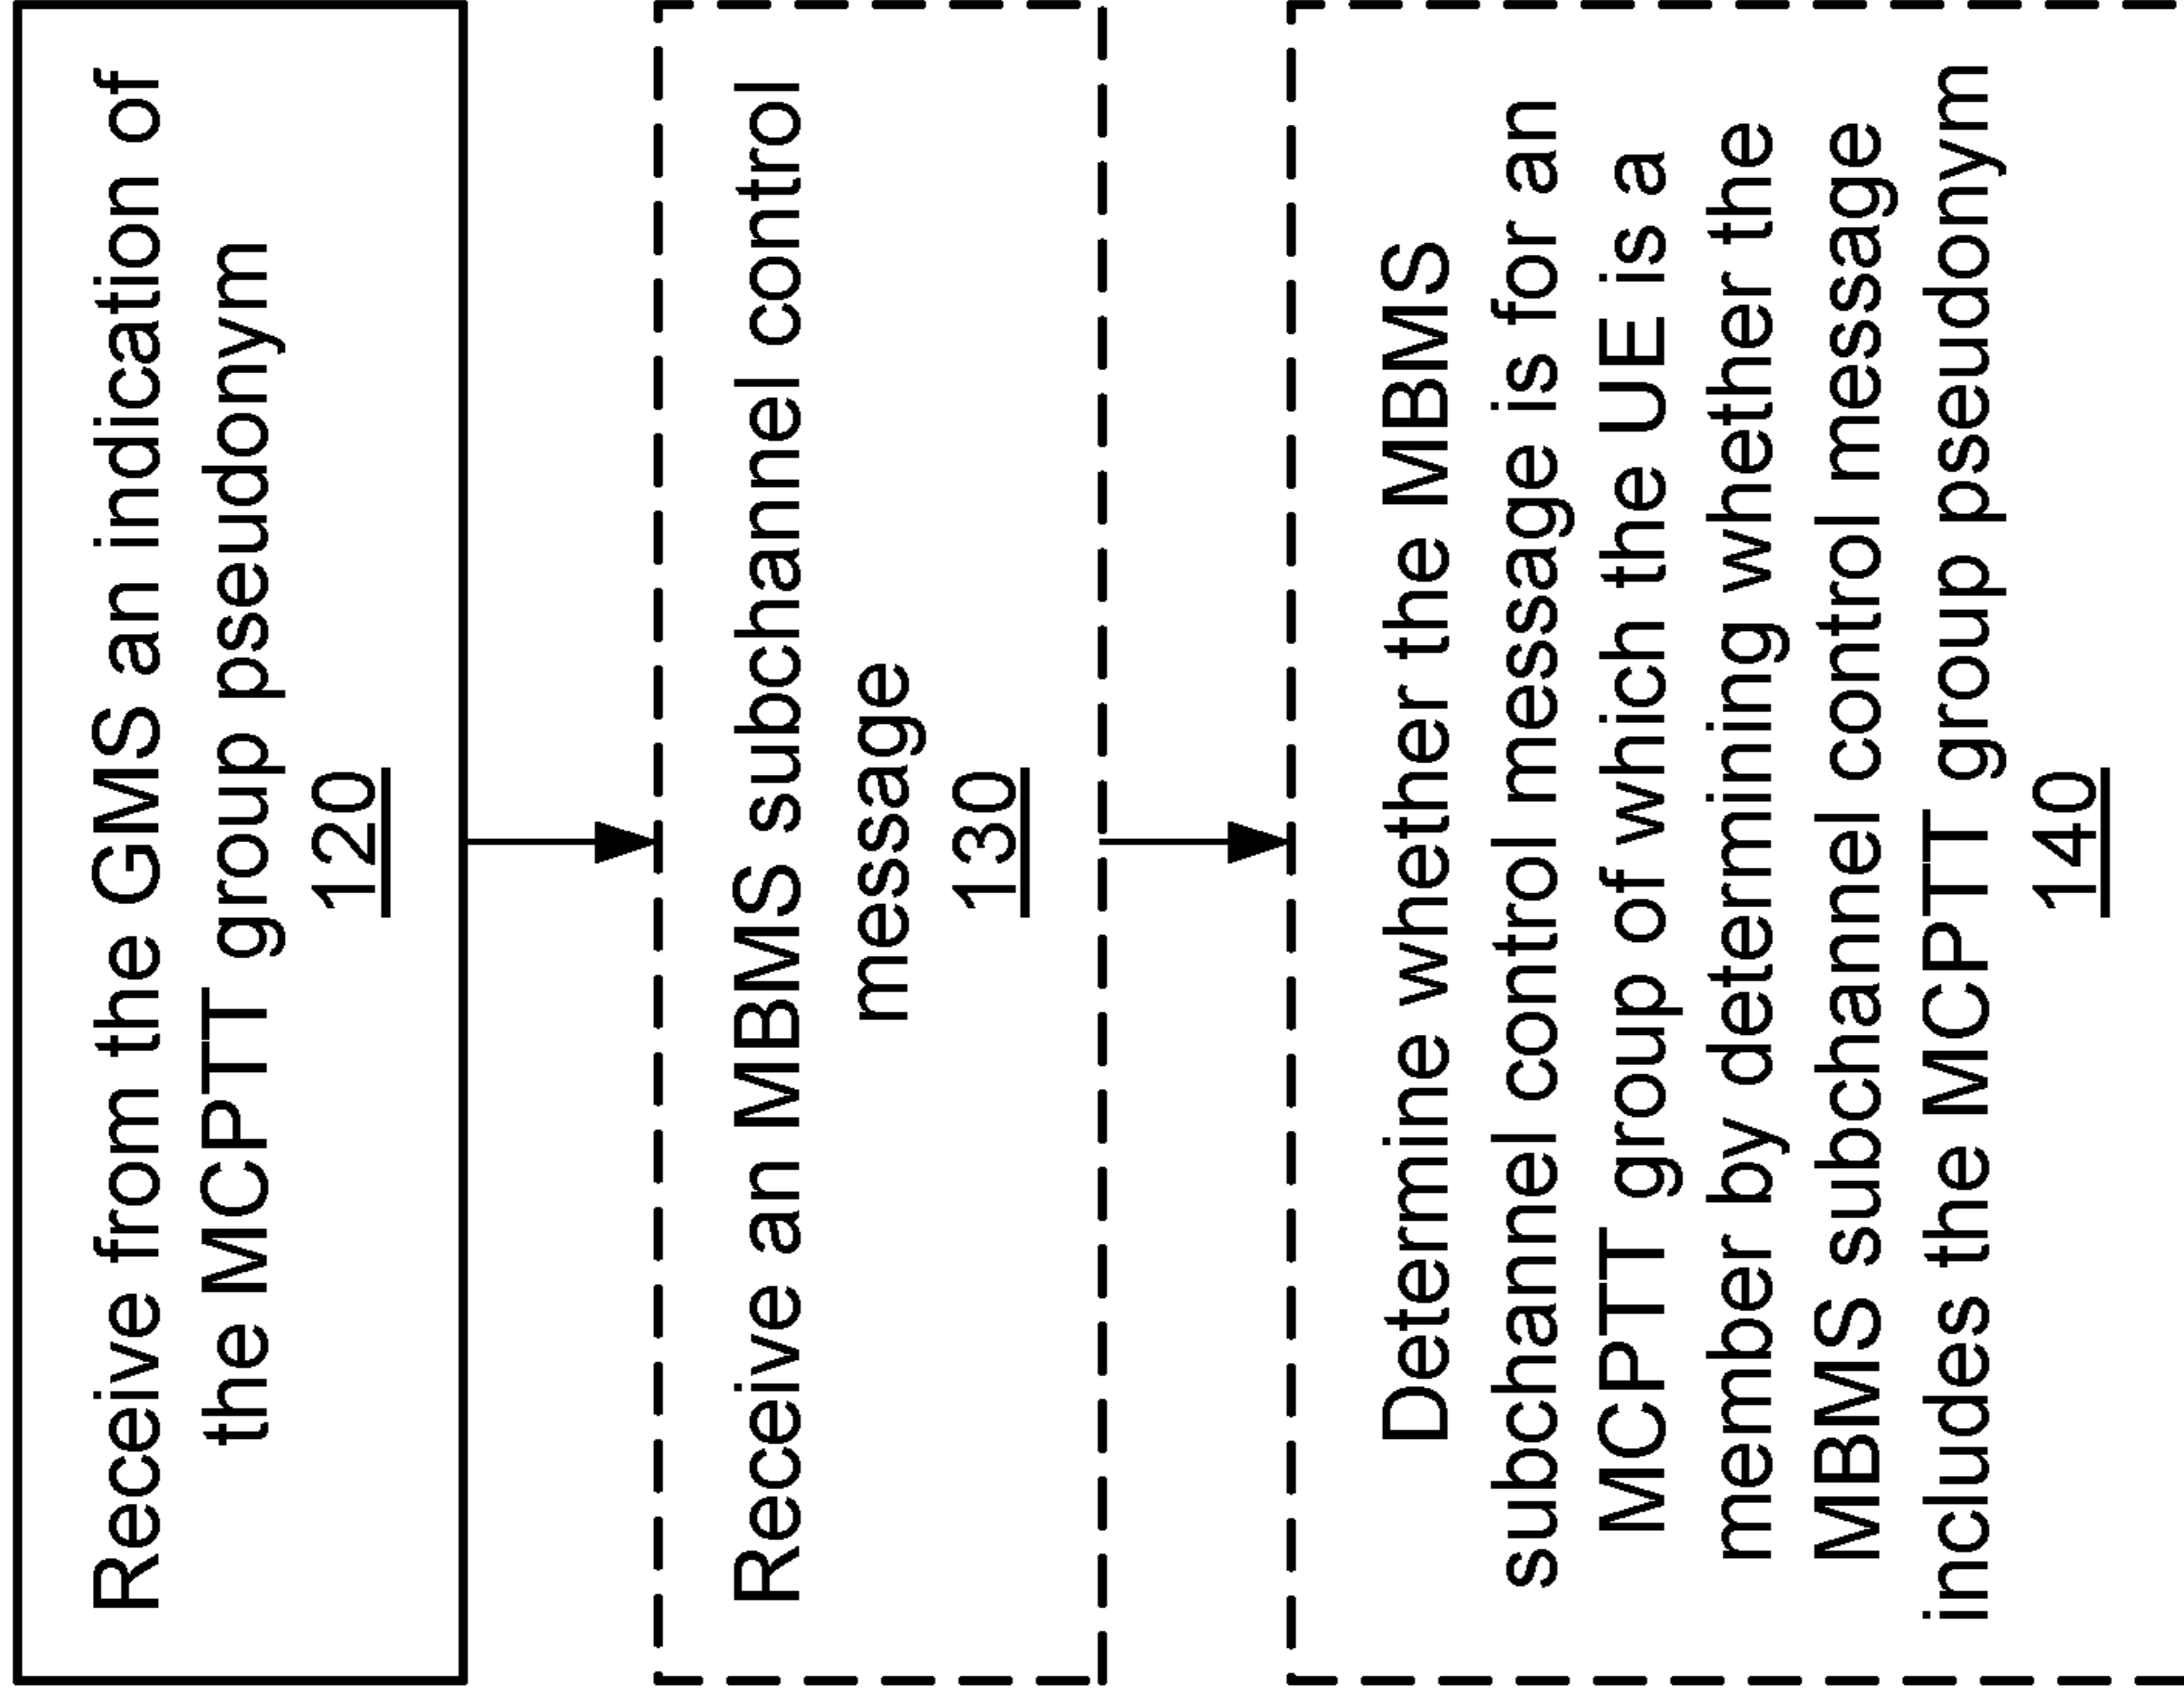 Receive from the GMS an indication of
the MCPTT group pseudonym
120
Receive an MBMS subchannel control
message
130
Determine whether the MBMS
subchannel control message is for an
MCPTT group of which the UE is a
member by determining whether the
MBMS subchannel control message
includes the MCPTT group pseudonym
140